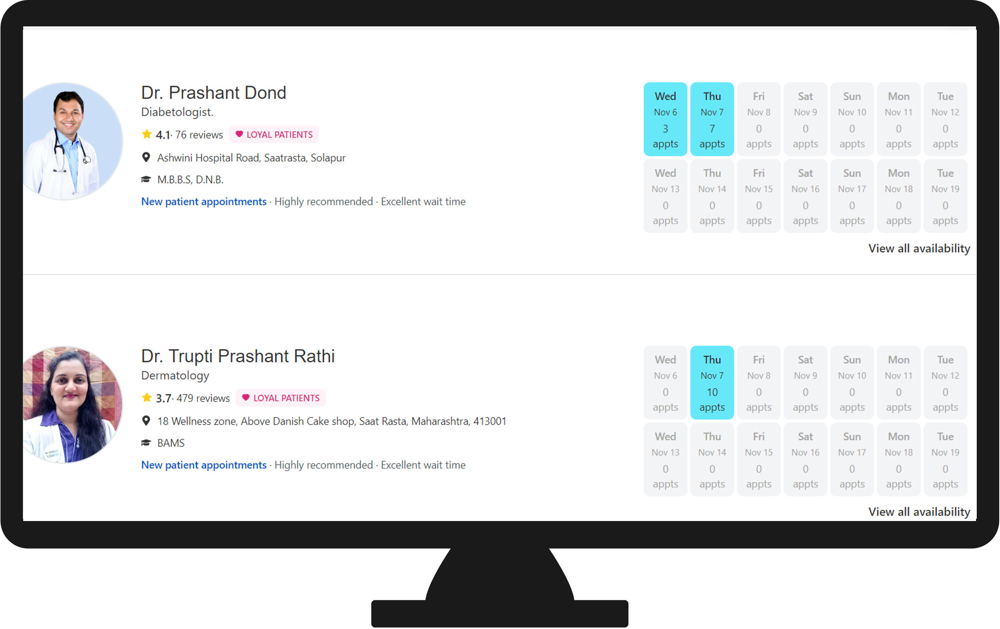 Dr. Prashant Dond
Diabetologist.
4.1· 76 reviews LOYAL PATIENTS
Ashwini Hospital Road, Saatrasta, Solapur
M.B.B.S, D.N.B.
New patient appointments · Highly recommended · Excellent wait time
Wed Thu Fri Sat Sun Mon Tue
Nov 6 Nov 7 Nov 8 Nov 9 Nov 10 Nov 11 Nov 12
3 7 0 0 0 0 0
appts appts appts appts appts appts appts
Wed Thu Fri Sat Sun Mon Tue
Nov 13 Nov 14 Nov 15 Nov 16 Nov 17 Nov 18 Nov 19
0 0 0 0 0 0 0
appts appts appts appts appts appts appts
View all availability
Dr. Trupti Prashant Rathi
Dermatology
3.7· 479 reviews LOYAL PATIENTS
18 Wellness zone, Above Danish Cake shop, Saat Rasta, Maharashtra, 413001
BAMS
New patient appointments · Highly recommended · Excellent wait time
Wed Thu Fri Sat Sun Mon Tue
Nov 6 Nov 7 Nov 8 Nov 9 Nov 10 Nov 11 Nov 12
0 10 0 0 0 0 0
appts appts appts appts appts appts appts
Wed Thu Fri Sat Sun Mon Tue
Nov 13 Nov 14 Nov 15 Nov 16 Nov 17 Nov 18 Nov 19
0 0 0 0 0 0 0
appts appts appts appts appts appts appts
View all availability